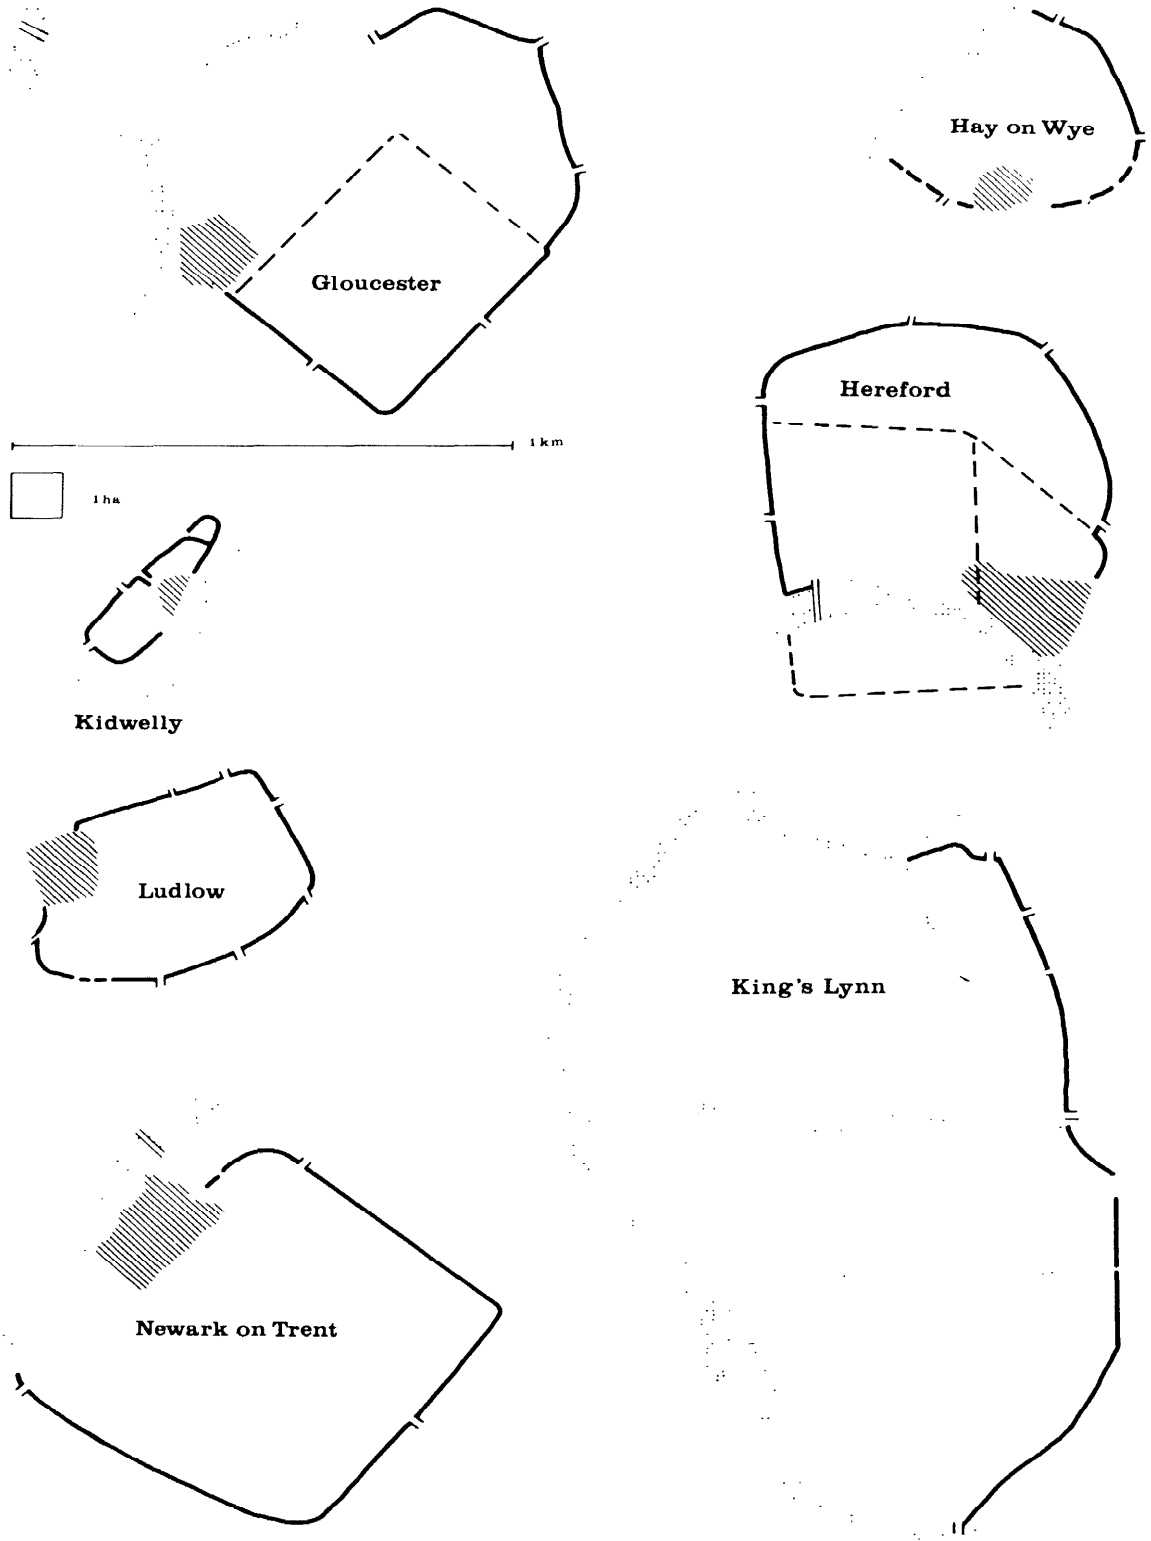 Hay on Wye
Gloucester
Hereford
1 km
1 ha
Kidwelly
Ludlow
King's Lynn
Newark on Trent